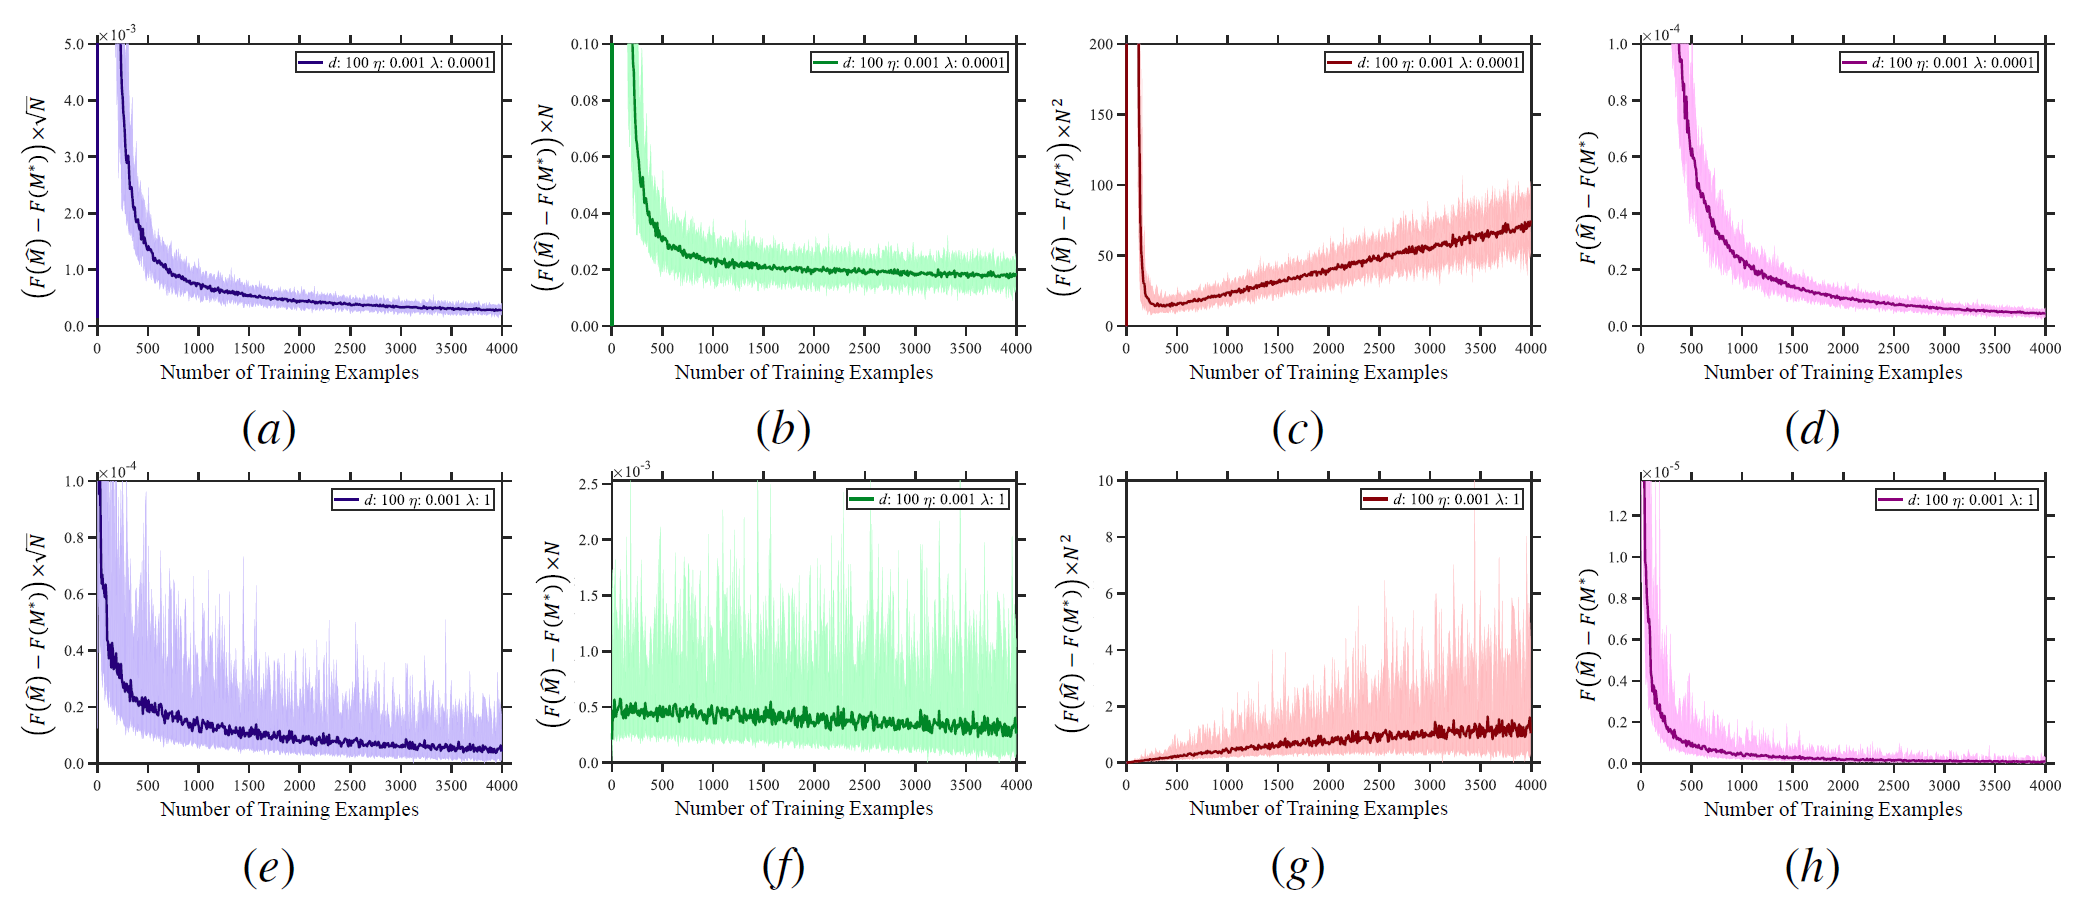 ×10⁻³
5.0
4.0
3.0
2.0
1.0
0.0
0 500 1000 1500 2000 2500 3000 3500 4000
(F(M̂) − F(M*))×√N
d: 100 η: 0.001 λ: 0.0001
Number of Training Examples
(a)
0.10
0.08
0.06
0.04
0.02
0.00
0 500 1000 1500 2000 2500 3000 3500 4000
(F(M̂) − F(M*))×N
d: 100 η: 0.001 λ: 0.0001
Number of Training Examples
(b)
200
150
100
50
0
0 500 1000 1500 2000 2500 3000 3500 4000
(F(M̂) − F(M*))×N²
d: 100 η: 0.001 λ: 0.0001
Number of Training Examples
(c)
×10⁻⁴
1.0
0.8
0.6
0.4
0.2
0.0
0 500 1000 1500 2000 2500 3000 3500 4000
F(M̂) − F(M*)
d: 100 η: 0.001 λ: 0.0001
Number of Training Examples
(d)
×10⁻⁴
1.0
0.8
0.6
0.4
0.2
0.0
0 500 1000 1500 2000 2500 3000 3500 4000
(F(M̂) − F(M*))×√N
d: 100 η: 0.001 λ: 1
Number of Training Examples
(e)
×10⁻³
2.5
2.0
1.5
1.0
0.5
0.0
0 500 1000 1500 2000 2500 3000 3500 4000
(F(M̂) − F(M*))×N
d: 100 η: 0.001 λ: 1
Number of Training Examples
(f)
10
8
6
4
2
0
0 500 1000 1500 2000 2500 3000 3500 4000
(F(M̂) − F(M*))×N²
d: 100 η: 0.001 λ: 1
Number of Training Examples
(g)
×10⁻⁵
1.2
1.0
0.8
0.6
0.4
0.2
0.0
0 500 1000 1500 2000 2500 3000 3500 4000
F(M̂) − F(M*)
d: 100 η: 0.001 λ: 1
Number of Training Examples
(h)